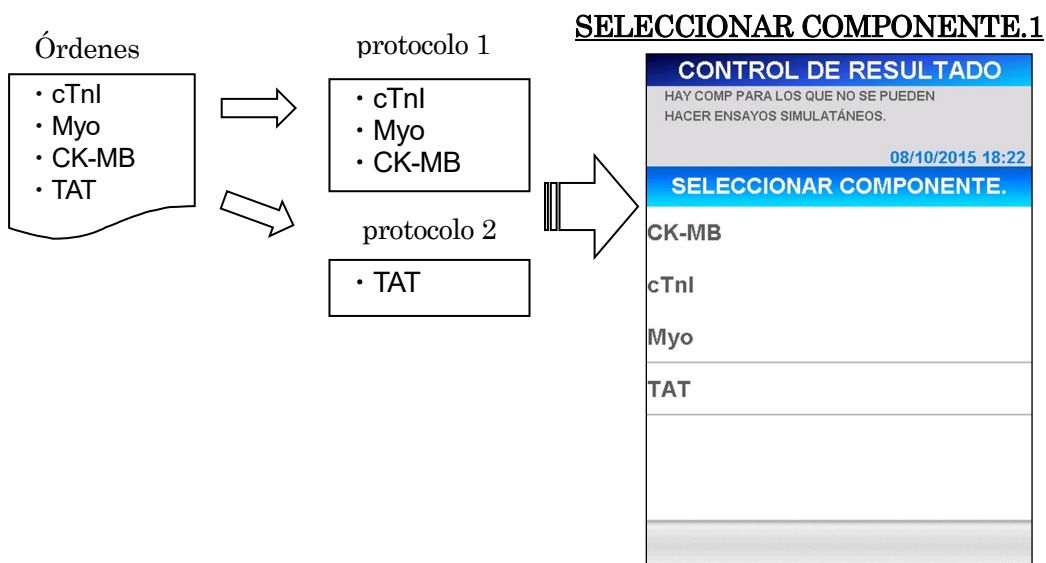 Órdenes
・cTnI
・Myo
・CK-MB
・TAT
protocolo 1
・cTnI
・Myo
・CK-MB
protocolo 2
・TAT
SELECCIONAR COMPONENTE.1
CONTROL DE RESULTADO
HAY COMP PARA LOS QUE NO SE PUEDEN
HACER ENSAYOS SIMULATÁNEOS.
08/10/2015 18:22
SELECCIONAR COMPONENTE.
CK-MB
cTnI
Myo
TAT